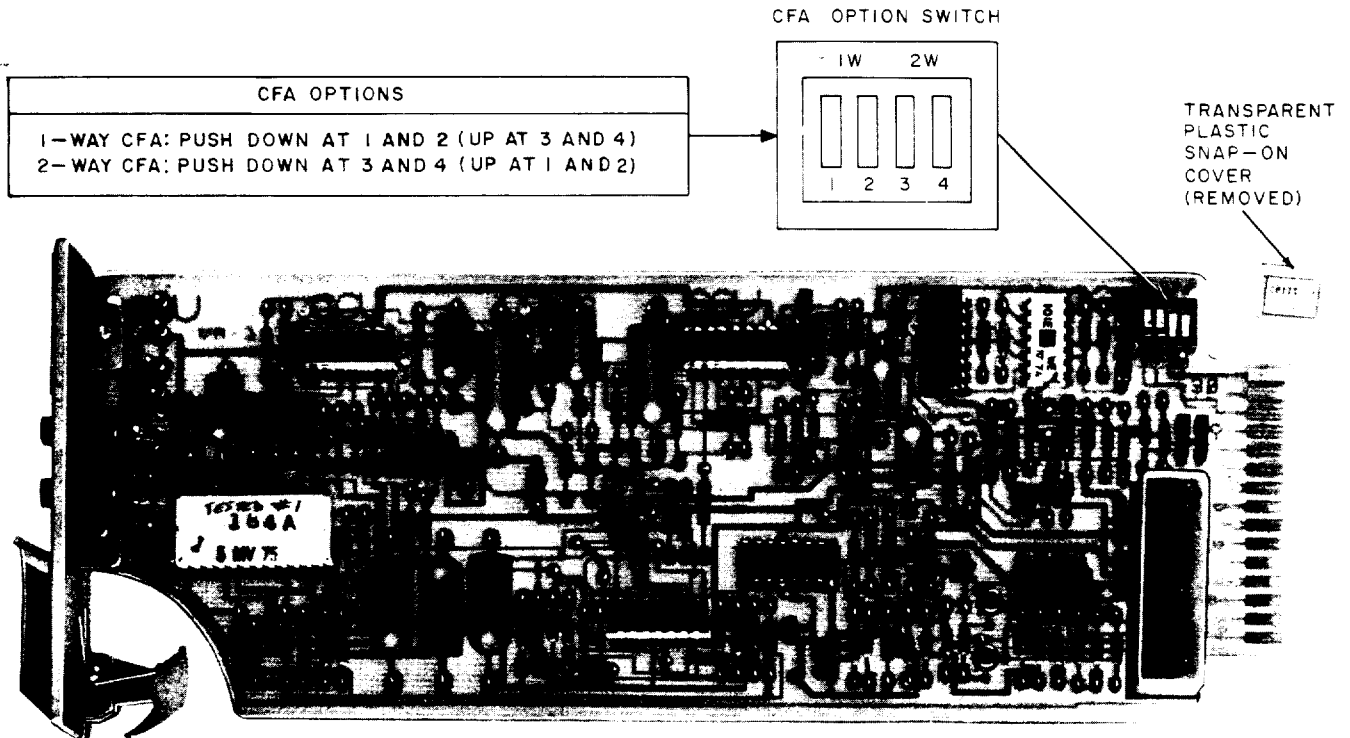 CFA OPTION SWITCH
1W 2W
1 2 3 4
CFA OPTIONS
1-WAY CFA: PUSH DOWN AT 1 AND 2 (UP AT 3 AND 4)
2-WAY CFA: PUSH DOWN AT 3 AND 4 (UP AT 1 AND 2)
TRANSPARENT
PLASTIC
SNAP-ON
COVER
(REMOVED)
TESTED #1
75